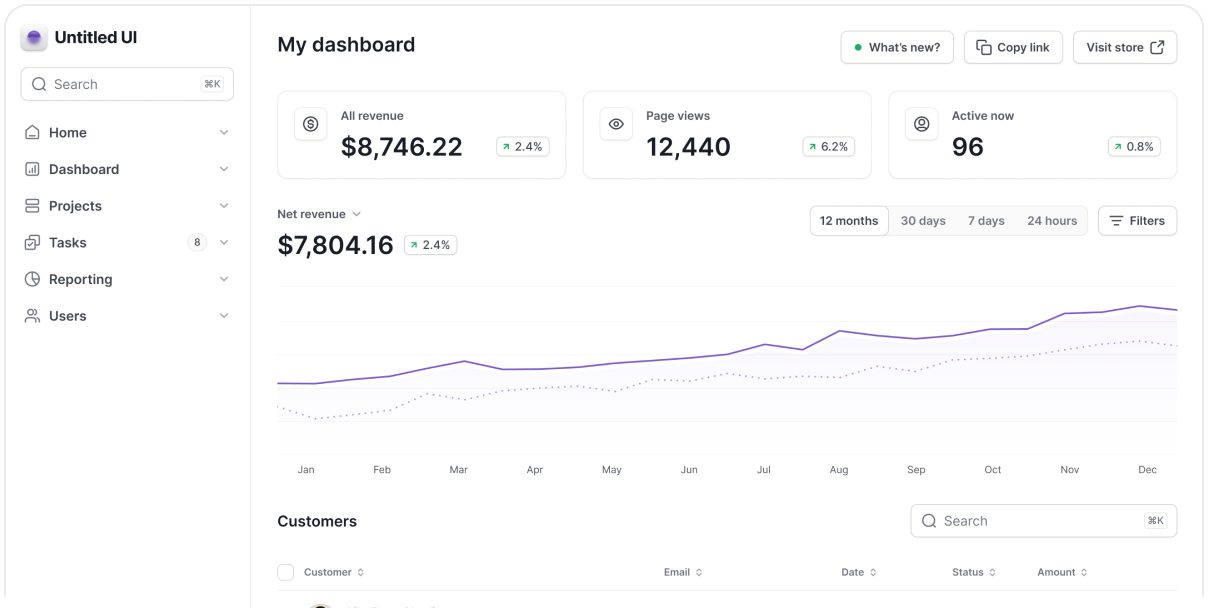 Untitled UI
Search ⌘K
Home
Dashboard
Projects
Tasks 8
Reporting
Users
My dashboard
What's new? Copy link Visit store
All revenue
$8,746.22 2.4%
Page views
12,440 6.2%
Active now
96 0.8%
Net revenue
$7,804.16 2.4%
12 months 30 days 7 days 24 hours Filters
Jan Feb Mar Apr May Jun Jul Aug Sep Oct Nov Dec
Customers
Search ⌘K
Customer Email Date Status Amount